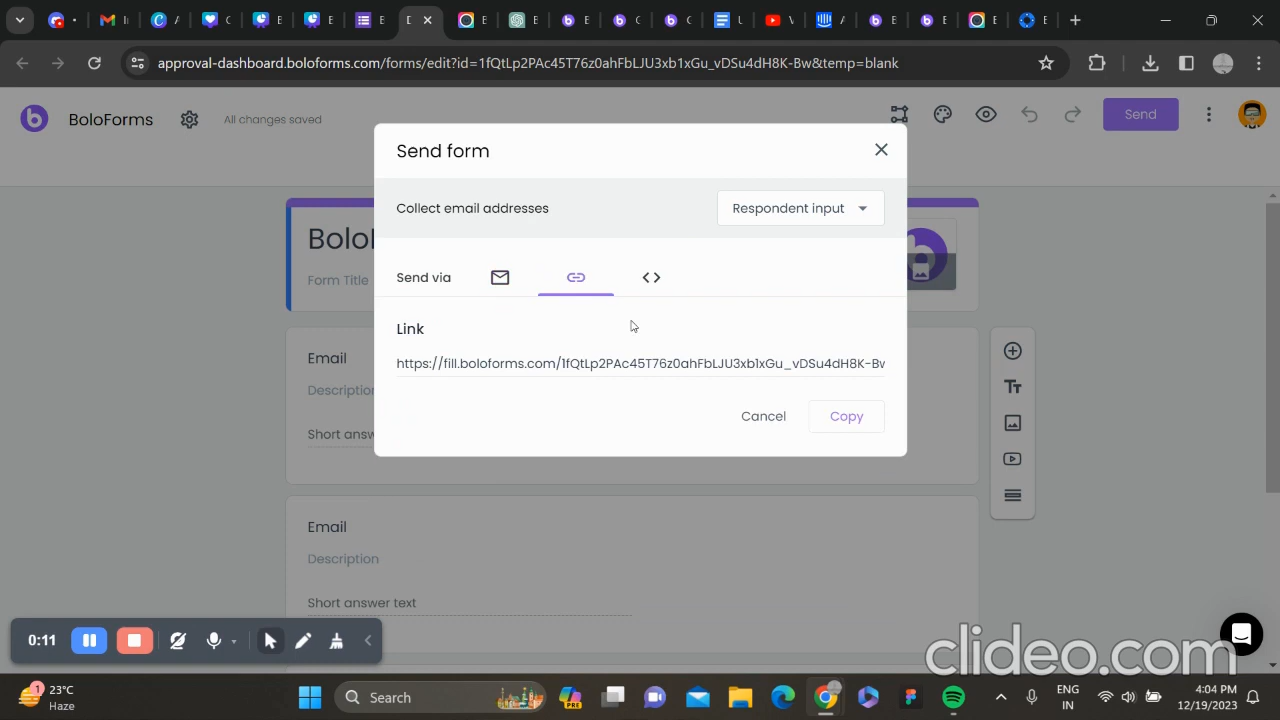 approval-dashboard.boloforms.com/forms/edit?id=1fQtLp2PAc45T76z0ahFbLJU3xb1xGu_vDSu4dH8K-Bw&temp=blank
BoloForms
All changes saved
Send
Send form
Collect email addresses
Respondent input
Form Title
Send via
Link
https://fill.boloforms.com/1fQtLp2PAc45T76z0ahFbLJU3xb1xGu_vDSu4dH8K-Bw
Cancel
Copy
Email
Description
Tт
Email
Description
Short answer text
0:11
clideo.com
23°C
Haze
Search
PRE
ENG
IN
4:04 PM
12/19/2023